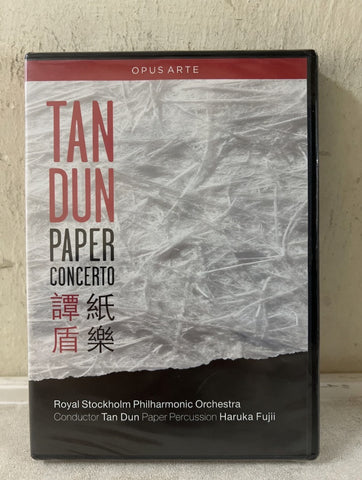 OPUS ARTE
TAN
DUN
PAPER
CONCERTO
譚 紙
盾 樂
Royal Stockholm Philharmonic Orchestra
Conductor Tan Dun Paper Percussion Haruka Fujii